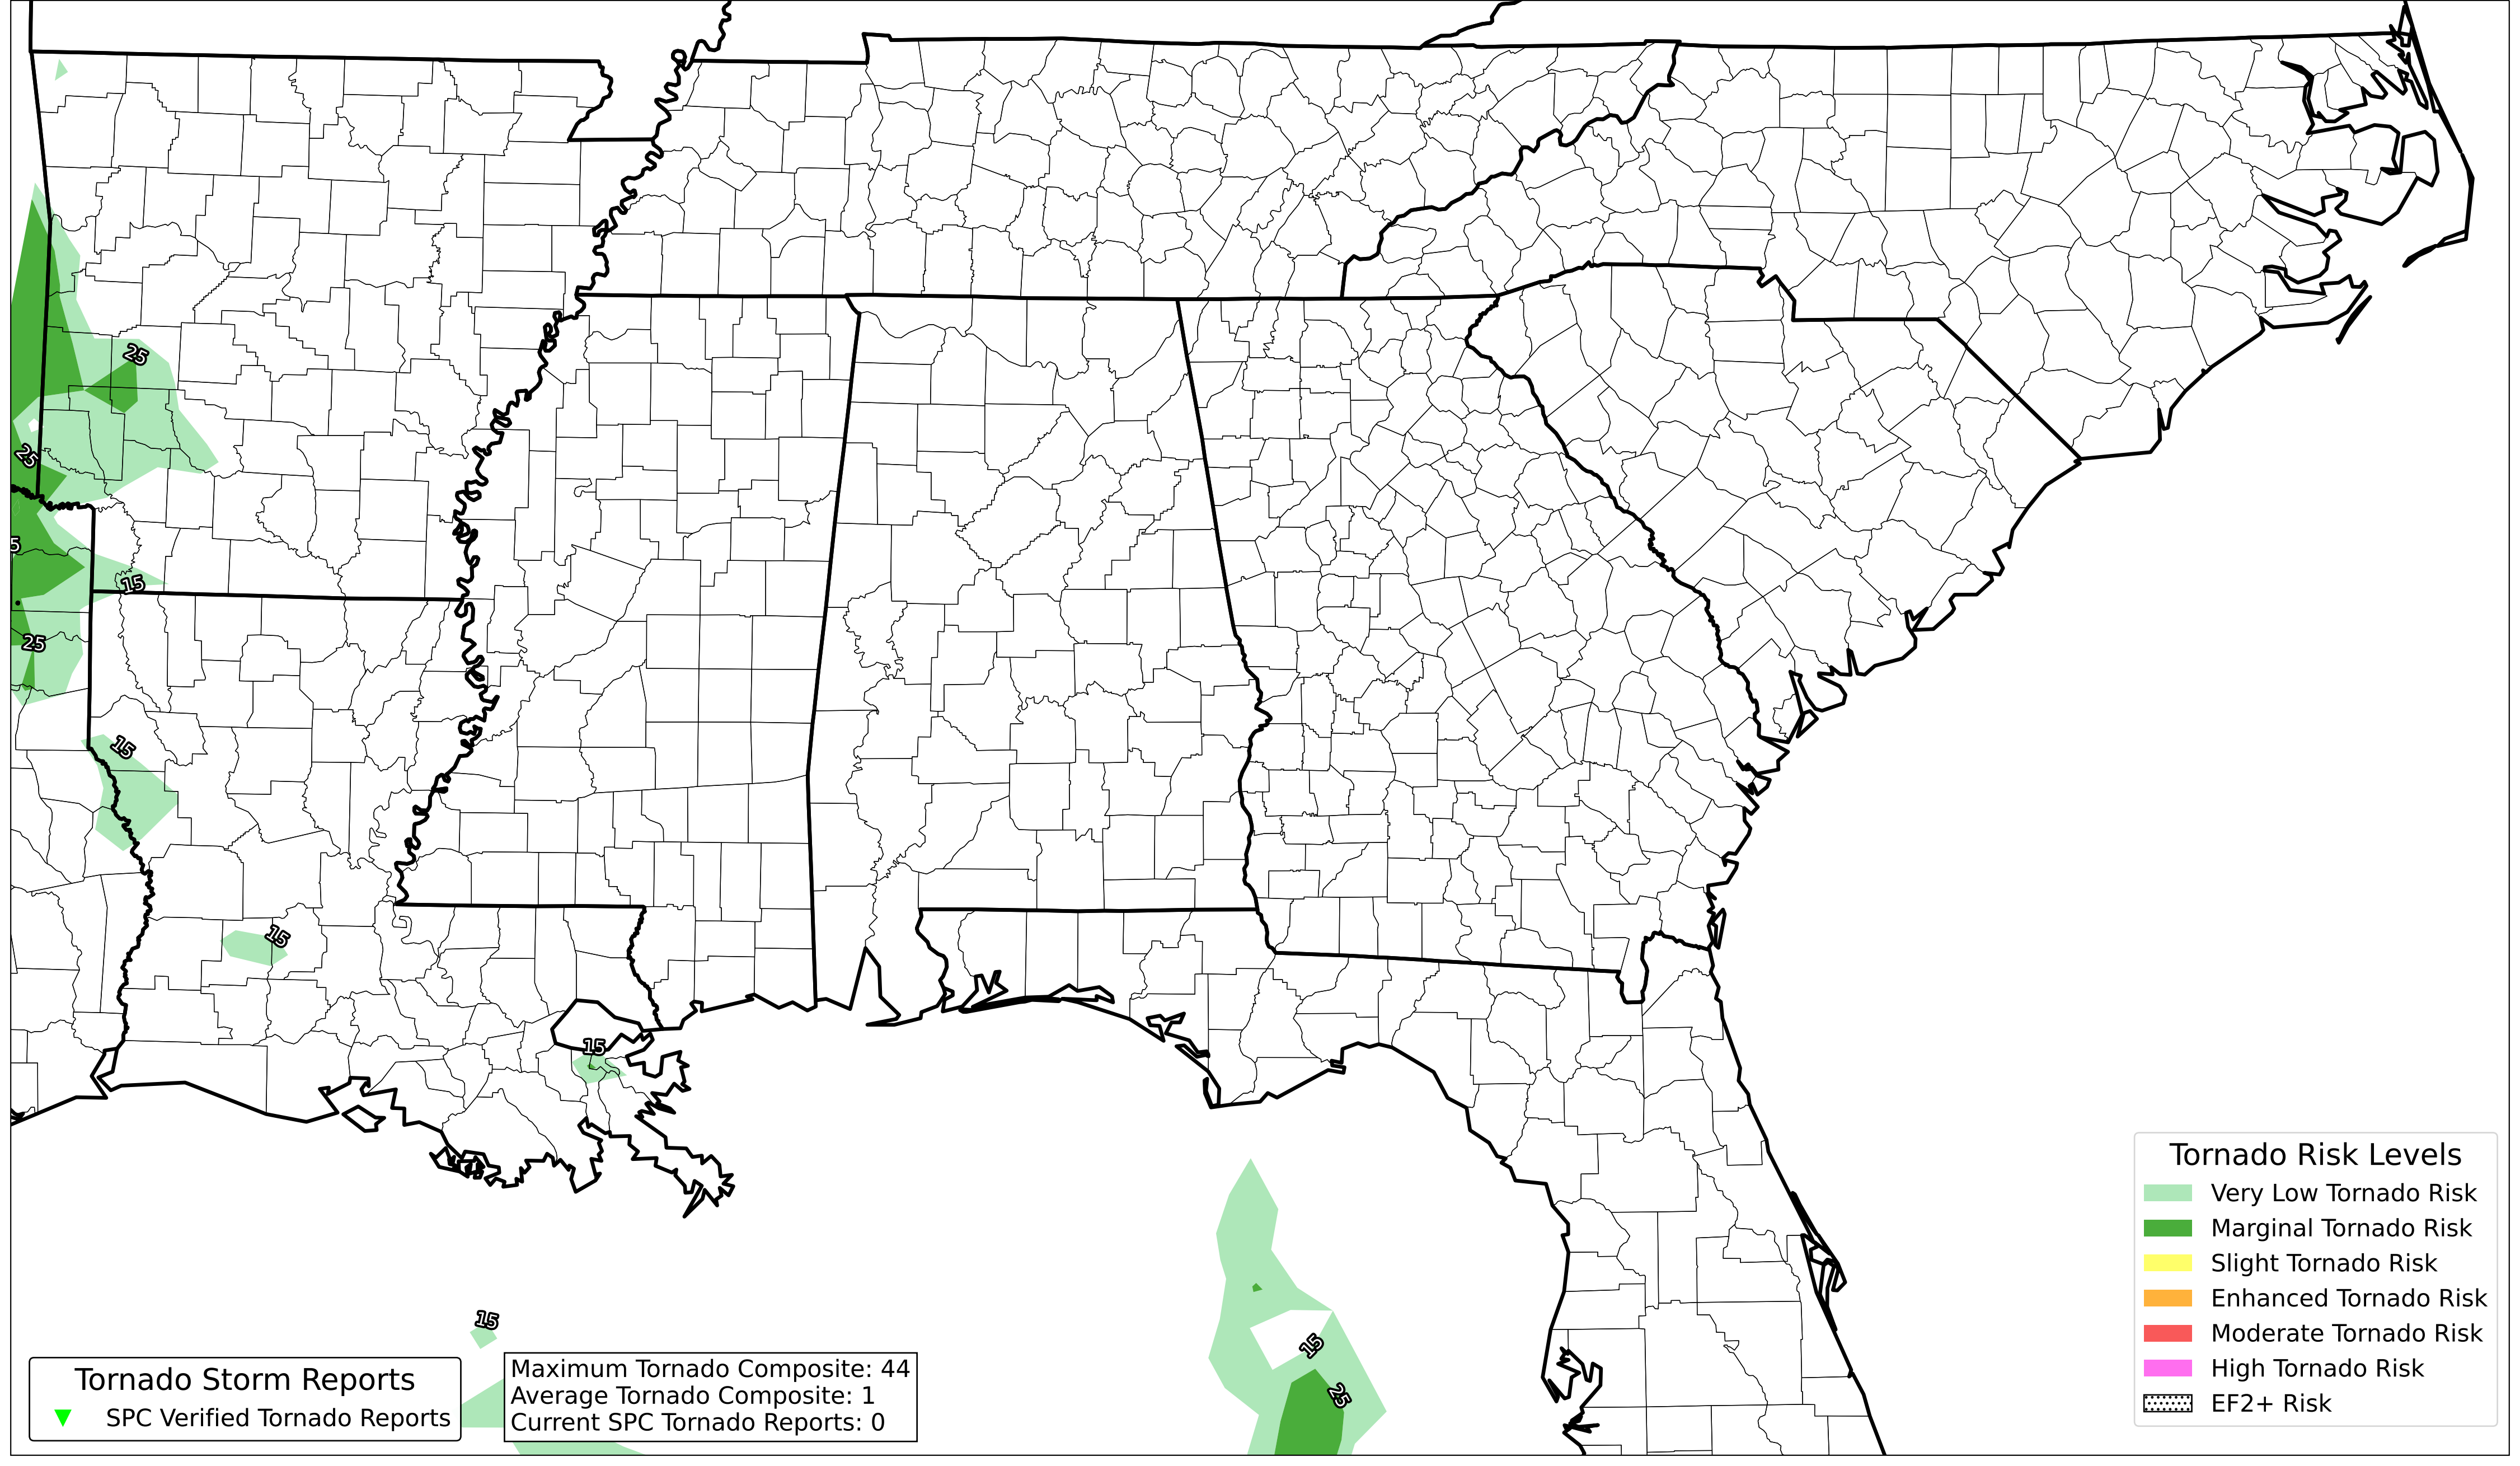 25
25
5
15
25
15
15
15
15
15
25
Tornado Storm Reports
SPC Verified Tornado Reports
Maximum Tornado Composite: 44
Average Tornado Composite: 1
Current SPC Tornado Reports: 0
Tornado Risk Levels
Very Low Tornado Risk
Marginal Tornado Risk
Slight Tornado Risk
Enhanced Tornado Risk
Moderate Tornado Risk
High Tornado Risk
EF2+ Risk